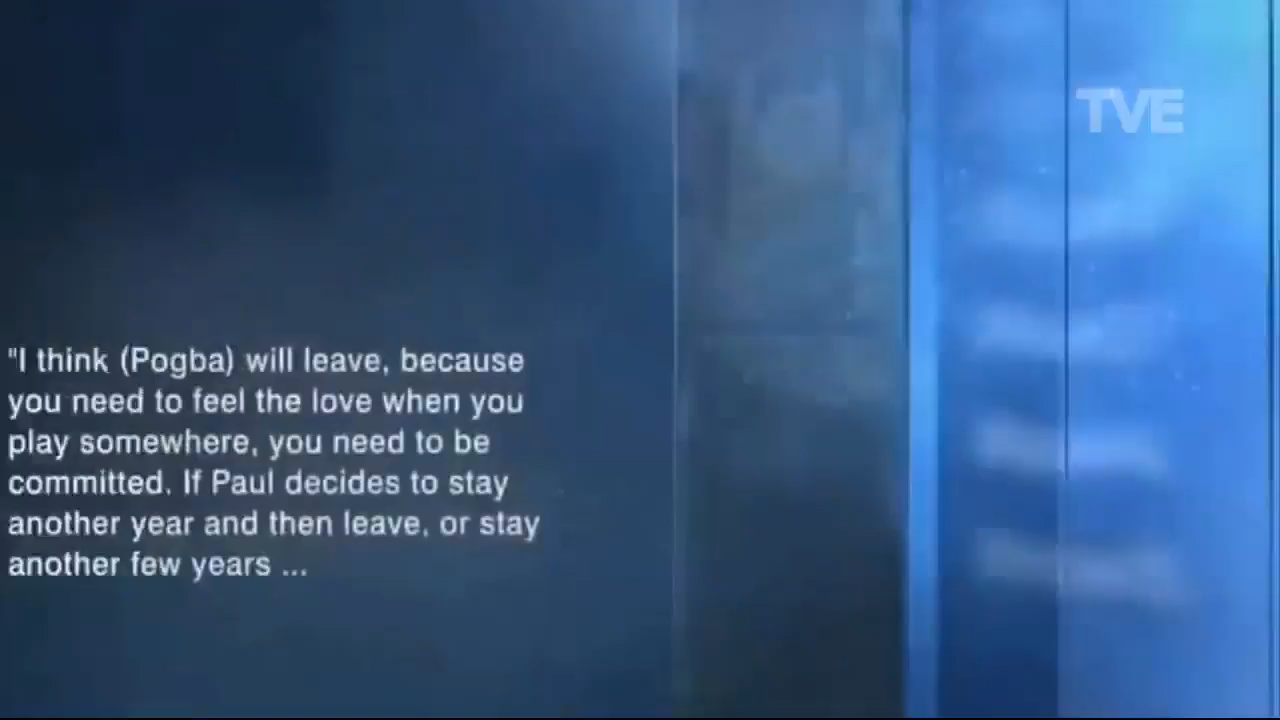 TVE
"I think (Pogba) will leave, because
you need to feel the love when you
play somewhere, you need to be
committed. If Paul decides to stay
another year and then leave, or stay
another few years ...